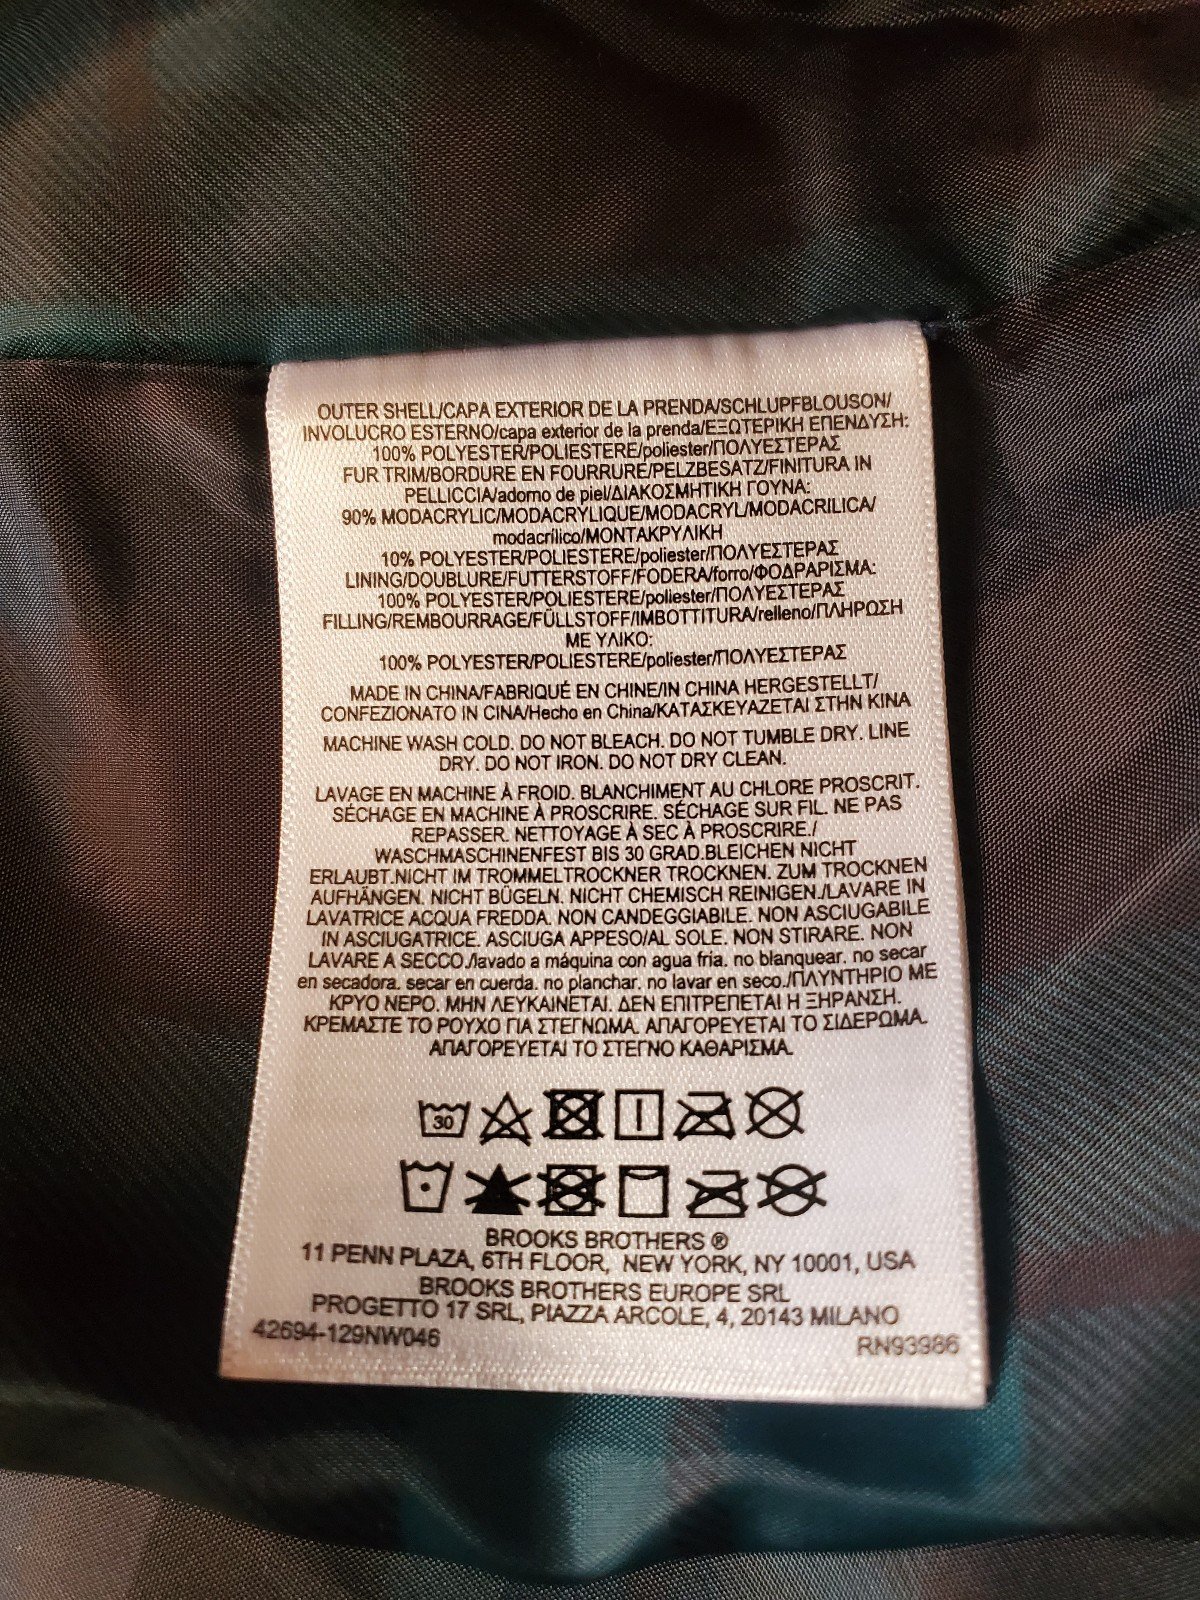 OUTER SHELL/CAPA EXTERIOR DE LA PRENDA/SCHLUPFBLOUSON/
INVOLUCRO ESTERNO/capa exterior de la prenda/ΕΞΩΤΕΡΙΚΗ ΕΠΕΝΔΥΣΗ:
100% POLYESTER/POLIESTERE/poliester/ΠΟΛΥΕΣΤΕΡΑΣ
FUR TRIM/BORDURE EN FOURRURE/PELZBESATZ/FINITURA IN
PELLICCIA/adorno de piel/ΔΙΑΚΟΣΜΗΤΙΚΗ ΓΟΥΝΑ:
90% MODACRYLIC/MODACRYLIQUE/MODACRYL/MODACRILICA/
modacrílico/ΜΟΝΤΑΚΡΥΛΙΚΗ
10% POLYESTER/POLIESTERE/poliester/ΠΟΛΥΕΣΤΕΡΑΣ
LINING/DOUBLURE/FUTTERSTOFF/FODERA/forro/ΦΟΔΡΑΡΙΣΜΑ:
100% POLYESTER/POLIESTERE/poliester/ΠΟΛΥΕΣΤΕΡΑΣ
FILLING/REMBOURRAGE/FÜLLSTOFF/IMBOTTITURA/relleno/ΠΛΗΡΩΣΗ
ΜΕ ΥΛΙΚΟ:
100% POLYESTER/POLIESTERE/poliester/ΠΟΛΥΕΣΤΕΡΑΣ
MADE IN CHINA/FABRIQUÉ EN CHINE/IN CHINA HERGESTELLT/
CONFEZIONATO IN CINA/Hecho en China/ΚΑΤΑΣΚΕΥΑΖΕΤΑΙ ΣΤΗΝ ΚΙΝΑ
MACHINE WASH COLD. DO NOT BLEACH. DO NOT TUMBLE DRY. LINE
DRY. DO NOT IRON. DO NOT DRY CLEAN.
LAVAGE EN MACHINE À FROID. BLANCHIMENT AU CHLORE PROSCRIT.
SÉCHAGE EN MACHINE À PROSCRIRE. SÉCHAGE SUR FIL. NE PAS
REPASSER. NETTOYAGE À SEC À PROSCRIRE./
WASCHMASCHINENFEST BIS 30 GRAD.BLEICHEN NICHT
ERLAUBT.NICHT IM TROMMELTROCKNER TROCKNEN. ZUM TROCKNEN
AUFHÄNGEN. NICHT BÜGELN. NICHT CHEMISCH REINIGEN./LAVARE IN
LAVATRICE ACQUA FREDDA. NON CANDEGGIABILE. NON ASCIUGABILE
IN ASCIUGATRICE. ASCIUGA APPESO/AL SOLE. NON STIRARE. NON
LAVARE A SECCO./lavado a máquina con agua fría. no blanquear. no secar
en secadora. secar en cuerda. no planchar. no lavar en seco./ΠΛΥΝΤΗΡΙΟ ΜΕ
ΚΡΥΟ ΝΕΡΟ. ΜΗΝ ΛΕΥΚΑΙΝΕΤΑΙ. ΔΕΝ ΕΠΙΤΡΕΠΕΤΑΙ Η ΞΗΡΑΝΣΗ.
ΚΡΕΜΑΣΤΕ ΤΟ ΡΟΥΧΟ ΓΙΑ ΣΤΕΓΝΩΜΑ. ΑΠΑΓΟΡΕΥΕΤΑΙ ΤΟ ΣΙΔΕΡΩΜΑ.
ΑΠΑΓΟΡΕΥΕΤΑΙ ΤΟ ΣΤΕΓΝΟ ΚΑΘΑΡΙΣΜΑ.
30
BROOKS BROTHERS ®
11 PENN PLAZA, 6TH FLOOR, NEW YORK, NY 10001, USA
BROOKS BROTHERS EUROPE SRL
PROGETTO 17 SRL, PIAZZA ARCOLE, 4, 20143 MILANO
42694-129NW046
RN93986